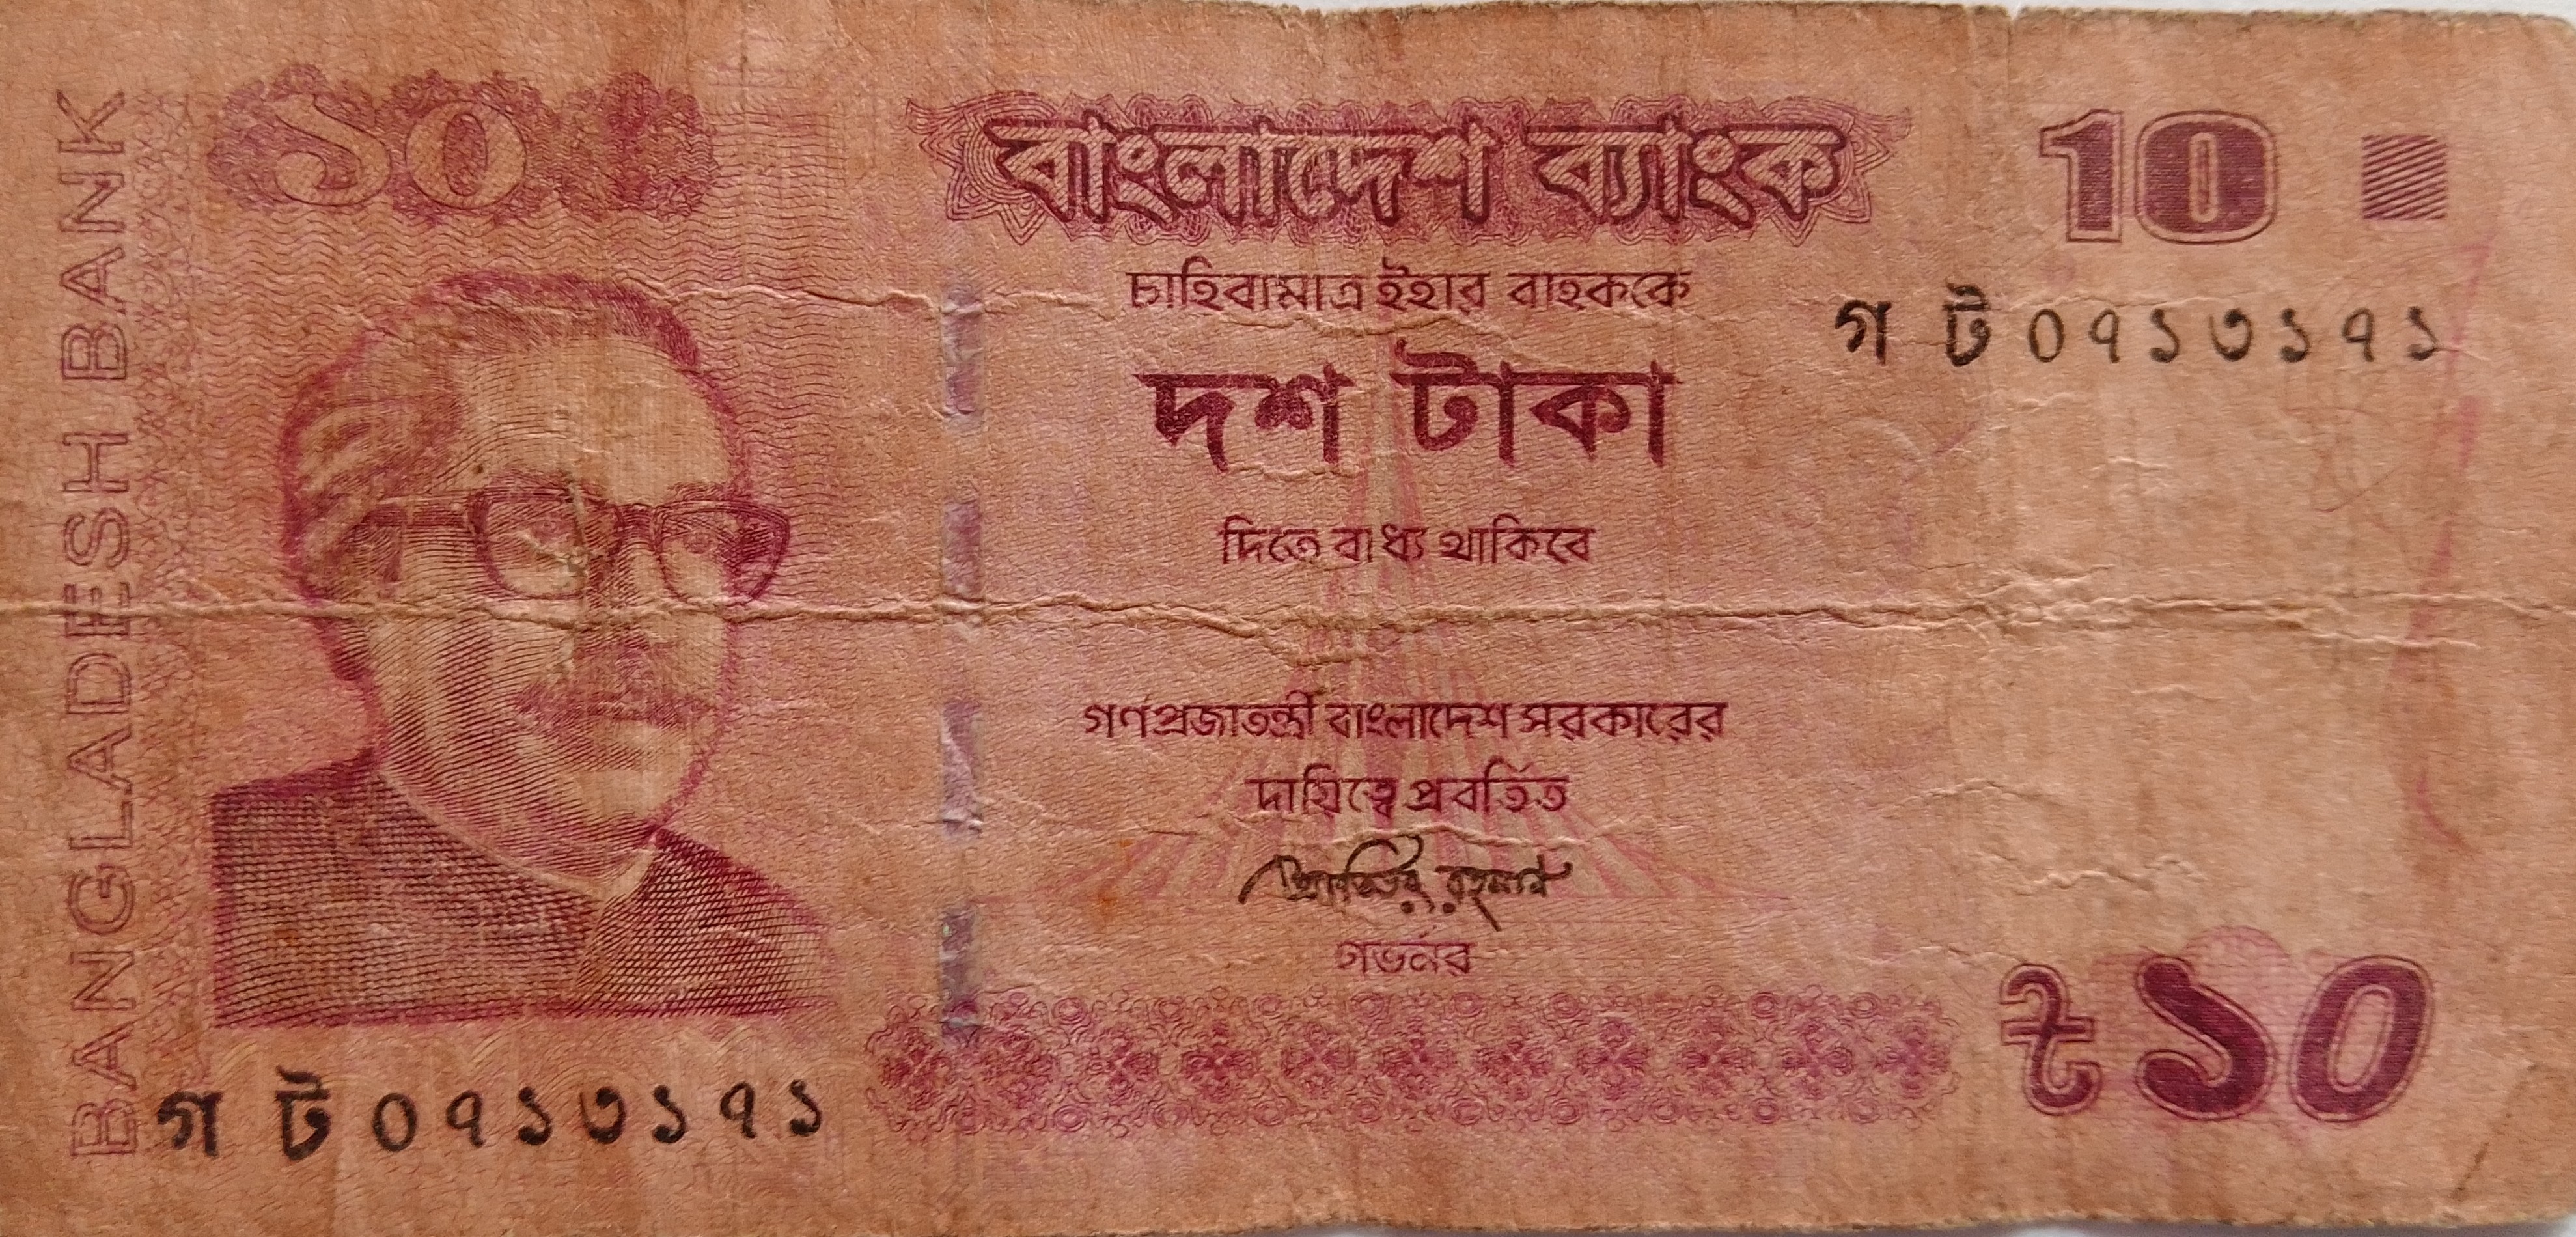 BANGLADESH BANK
১০
বাংলাদেশ ব্যাংক
10
চাহিবামাত্র ইহার বাহককে
গ ট ০৭১৩১৭১
দশ টাকা
দিতে বাধ্য থাকিবে
গণপ্রজাতন্ত্রী বাংলাদেশ সরকারের
দায়িত্বে প্রবর্তিত
আতিউর রহমান
গভর্নর
গ ট ০৭১৩১৭১
৳১০